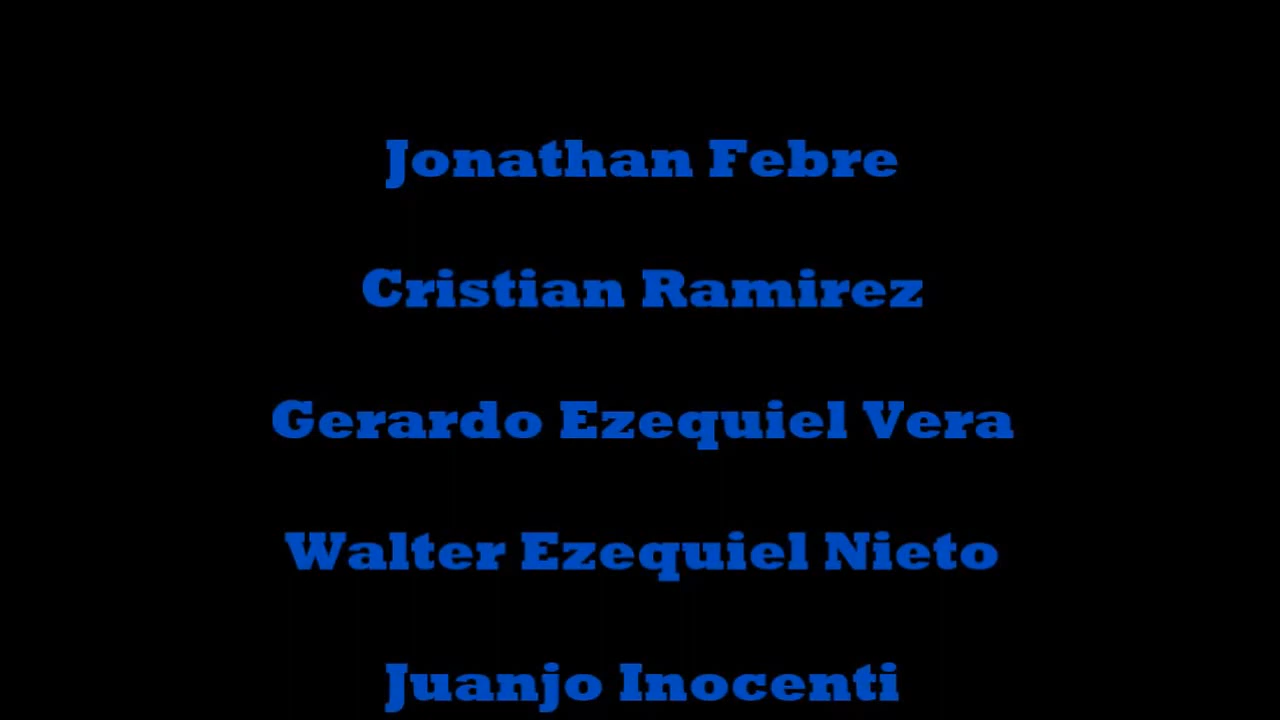 Jonathan Febre
Cristian Ramirez
Gerardo Ezequiel Vera
Walter Ezequiel Nieto
Juanjo Inocenti